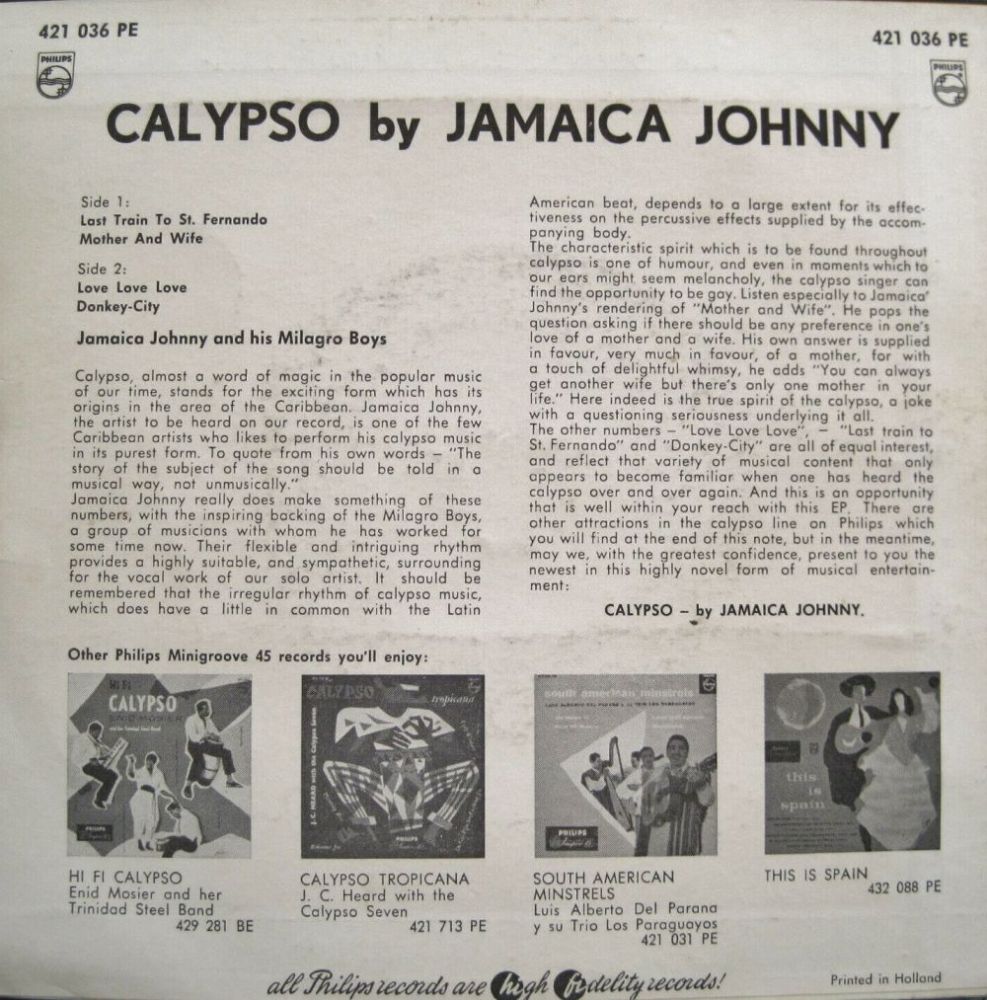 421 036 PE
421 036 PE
PHILIPS
PHILIPS
CALYPSO by JAMAICA JOHNNY
Side 1:
Last Train To St. Fernando
Mother And Wife
Side 2:
Love Love Love
Donkey-City
Jamaica Johnny and his Milagro Boys
Calypso, almost a word of magic in the popular music
of our time, stands for the exciting form which has its
origins in the area of the Caribbean. Jamaica Johnny,
the artist to be heard on our record, is one of the few
Caribbean artists who likes to perform his calypso music
in its purest form. To quote from his own words – "The
story of the subject of the song should be told in a
musical way, not unmusically."
Jamaica Johnny really does make something of these
numbers, with the inspiring backing of the Milagro Boys,
a group of musicians with whom he has worked for
some time now. Their flexible and intriguing rhythm
provides a highly suitable, and sympathetic, surrounding
for the vocal work of our solo artist. It should be
remembered that the irregular rhythm of calypso music,
which does have a little in common with the Latin
American beat, depends to a large extent for its effec-
tiveness on the percussive effects supplied by the accom-
panying body.
The characteristic spirit which is to be found throughout
calypso is one of humour, and even in moments which to
our ears might seem melancholy, the calypso singer can
find the opportunity to be gay. Listen especially to Jamaica'
Johnny's rendering of "Mother and Wife". He pops the
question asking if there should be any preference in one's
love of a mother and a wife. His own answer is supplied
in favour, very much in favour, of a mother, for with
a touch of delightful whimsy, he adds "You can always
get another wife but there's only one mother in your
life." Here indeed is the true spirit of the calypso, a joke
with a questioning seriousness underlying it all.
The other numbers – "Love Love Love", – "Last train to
St. Fernando" and "Donkey-City" are all of equal interest,
and reflect that variety of musical content that only
appears to become familiar when one has heard the
calypso over and over again. And this is an opportunity
that is well within your reach with this EP. There are
other attractions in the calypso line on Philips which
you will find at the end of this note, but in the meantime,
may we, with the greatest confidence, present to you the
newest in this highly novel form of musical entertain-
ment:
CALYPSO – by JAMAICA JOHNNY.
Other Philips Minigroove 45 records you'll enjoy:
Hi Fi
CALYPSO
ENID MOSIER
PHILIPS
CALYPSO
tropicana
J. C. HEARD with the Calypso Seven
PHILIPS
south american minstrels
PHILIPS
this
is
spain
HI FI CALYPSO
Enid Mosier and her
Trinidad Steel Band
429 281 BE
CALYPSO TROPICANA
J. C. Heard with the
Calypso Seven
421 713 PE
SOUTH AMERICAN
MINSTRELS
Luis Alberto Del Parana
y su Trio Los Paraguayos
421 031 PE
THIS IS SPAIN
432 088 PE
all Philips records are high fidelity records!
Printed in Holland